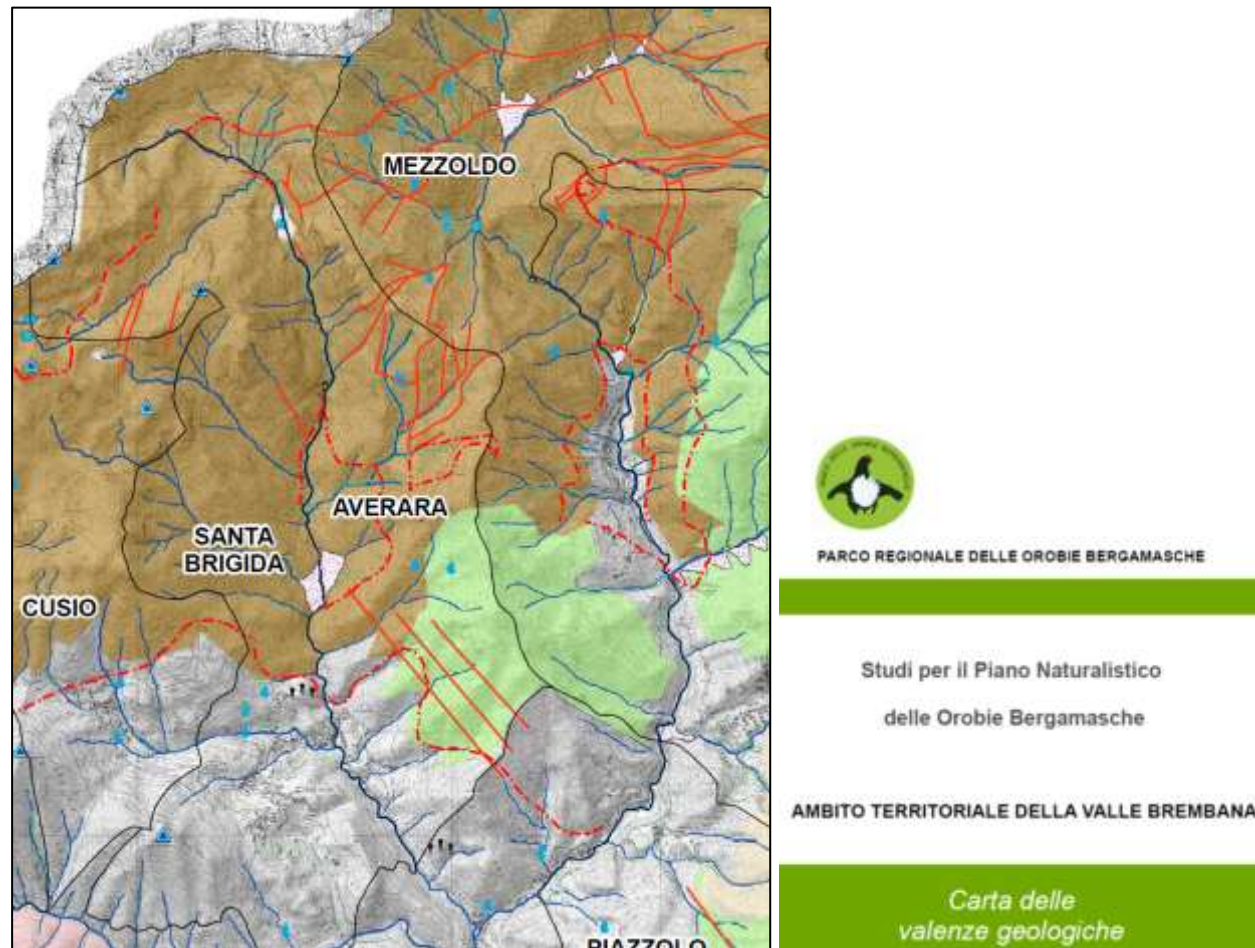 MEZZOLDO
AVERARA
SANTA
BRIGIDA
CUSIO
PIAZZOLO
PARCO REGIONALE DELLE OROBIE BERGAMASCHE
Studi per il Piano Naturalistico
delle Orobie Bergamasche
AMBITO TERRITORIALE DELLA VALLE BREMBANA
Carta delle
valenze geologiche